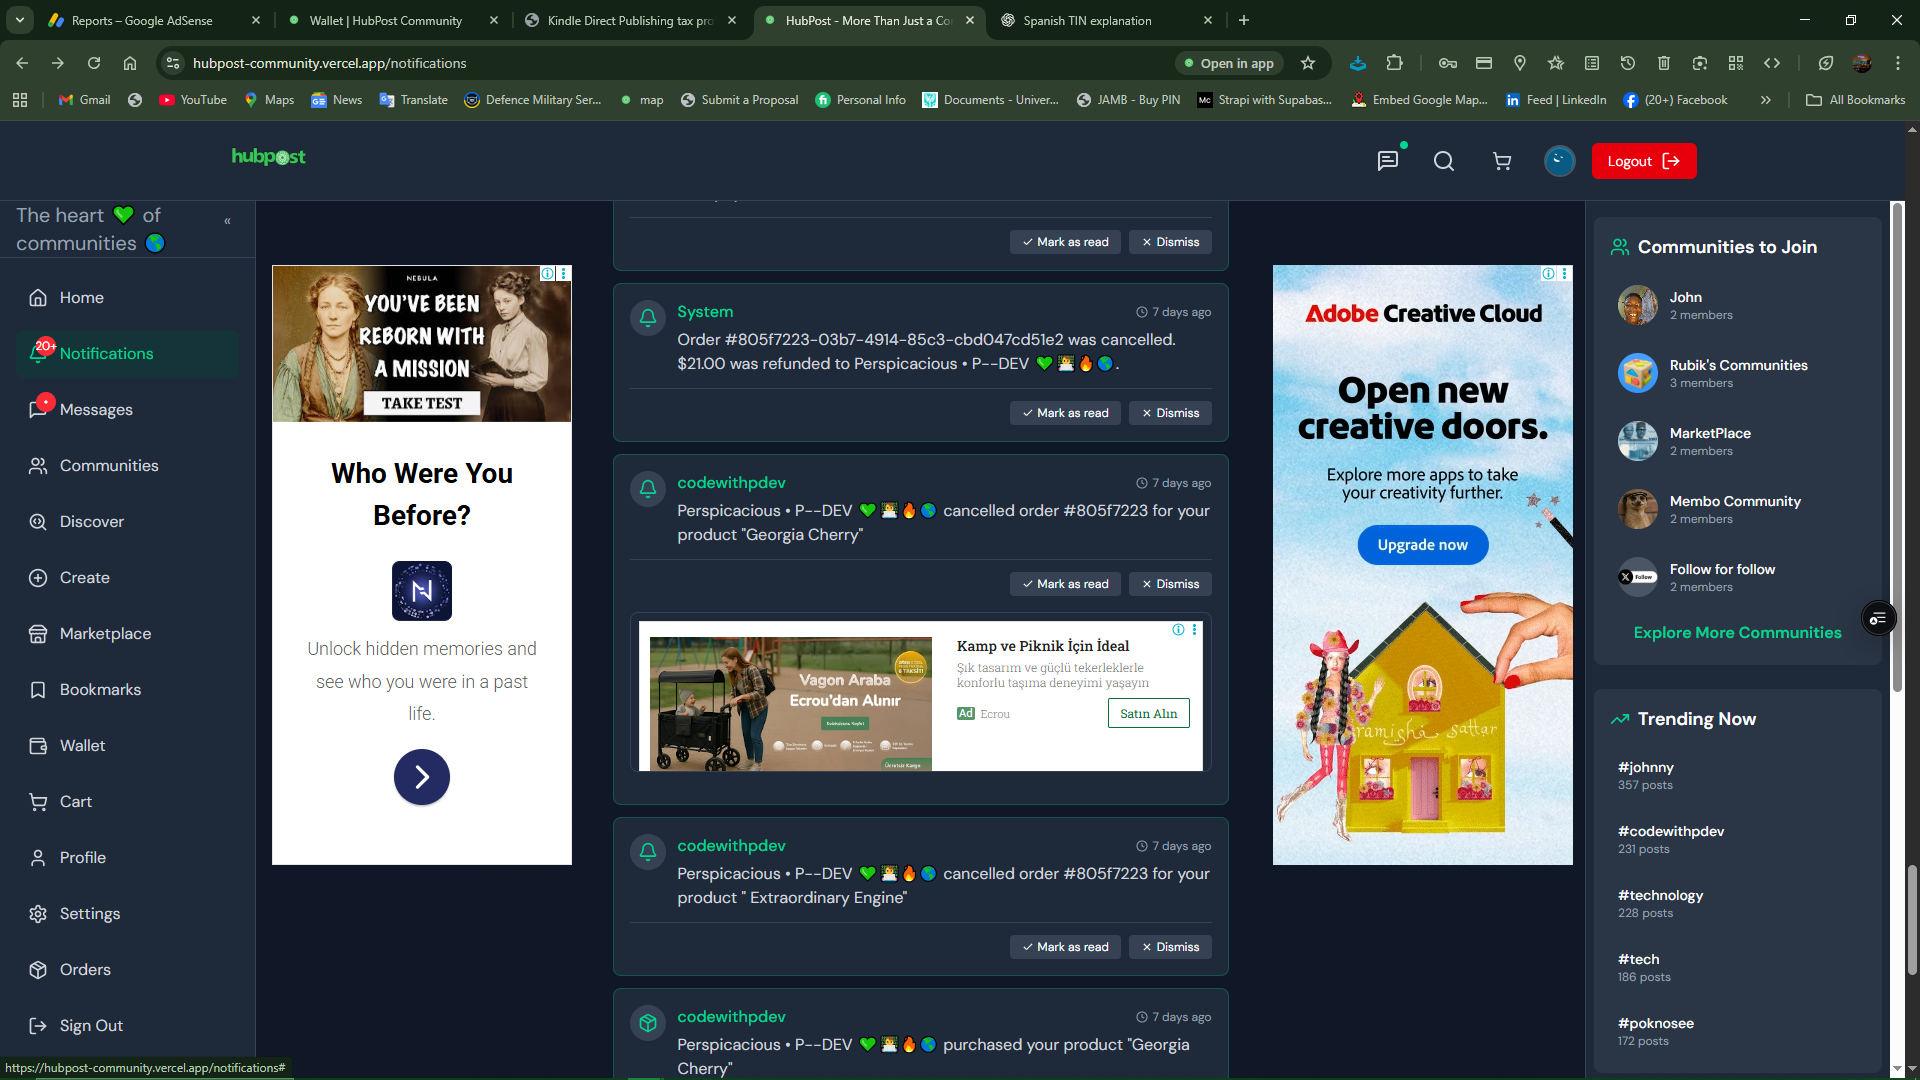 Reports – Google AdSense
Wallet | HubPost Community
Kindle Direct Publishing tax pro
HubPost - More Than Just a Co
Spanish TIN explanation
hubpost-community.vercel.app/notifications
Open in app
Gmail
YouTube
Maps
News
Translate
Defence Military Ser...
map
Submit a Proposal
Personal Info
Documents - Univer...
JAMB - Buy PIN
Strapi with Supabas...
Embed Google Map...
Feed | LinkedIn
(20+) Facebook
All Bookmarks
hubpost
Logout
The heart 💚 of
communities 🌎
«
Home
20+
Notifications
Messages
Communities
Discover
Create
Marketplace
Bookmarks
Wallet
Cart
Profile
Settings
Orders
Sign Out
https://hubpost-community.vercel.app/notifications#
NEBULA
YOU'VE BEEN
REBORN WITH
A MISSION
TAKE TEST
Who Were You
Before?
N
Unlock hidden memories and
see who you were in a past
life.
✓ Mark as read
✕ Dismiss
System
7 days ago
Order #805f7223-03b7-4914-85c3-cbd047cd51e2 was cancelled.
$21.00 was refunded to Perspicacious • P--DEV 💚👨‍💻🔥🌎.
✓ Mark as read
✕ Dismiss
codewithpdev
7 days ago
Perspicacious • P--DEV 💚👨‍💻🔥🌎 cancelled order #805f7223 for your
product "Georgia Cherry"
✓ Mark as read
✕ Dismiss
Vagon Araba
Ecrou'dan Alınır
Ücretsiz Kargo
Kamp ve Piknik İçin İdeal
Şık tasarım ve güçlü tekerleklerle
konforlu taşıma deneyimi yaşayın
Ad Ecrou
Satın Alın
codewithpdev
7 days ago
Perspicacious • P--DEV 💚👨‍💻🔥🌎 cancelled order #805f7223 for your
product " Extraordinary Engine"
✓ Mark as read
✕ Dismiss
codewithpdev
7 days ago
Perspicacious • P--DEV 💚👨‍💻🔥🌎 purchased your product "Georgia
Cherry"
Adobe Creative Cloud
Open new
creative doors.
Explore more apps to take
your creativity further.
Upgrade now
ramisha sattar
Communities to Join
John
2 members
Rubik's Communities
3 members
MarketPlace
2 members
Membo Community
2 members
X Follow
Follow for follow
2 members
Explore More Communities
Trending Now
#johnny
357 posts
#codewithpdev
231 posts
#technology
228 posts
#tech
186 posts
#poknosee
172 posts